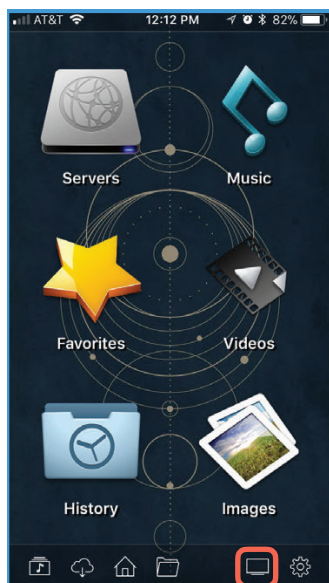 AT&T 12:12 PM 82%
Servers Music
Favorites Videos
History Images